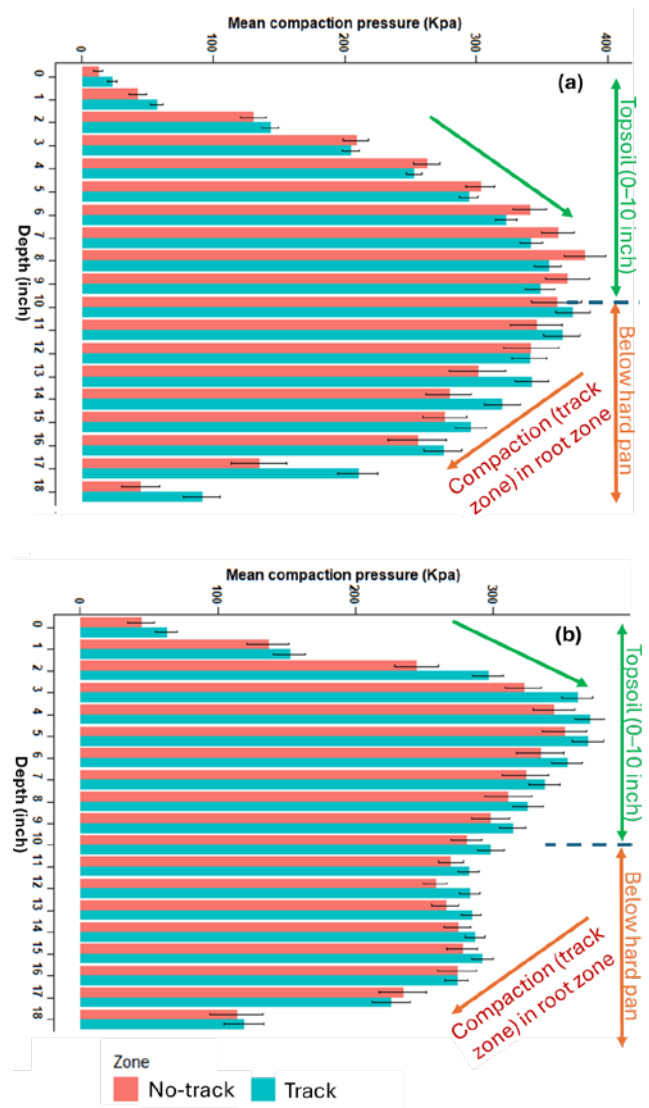 Mean compaction pressure (Kpa)
0
100
200
300
400
(a)
0
1
2
3
4
5
6
7
8
9
10
11
12
13
14
15
16
17
18
Depth (inch)
Topsoil (0–10 inch)
Below hard pan
Compaction (track
zone) in root zone
Mean compaction pressure (Kpa)
0
100
200
300
(b)
0
1
2
3
4
5
6
7
8
9
10
11
12
13
14
15
16
17
18
Depth (inch)
Topsoil (0–10 inch)
Below hard pan
Compaction (track
zone) in root zone
Zone
No-track
Track